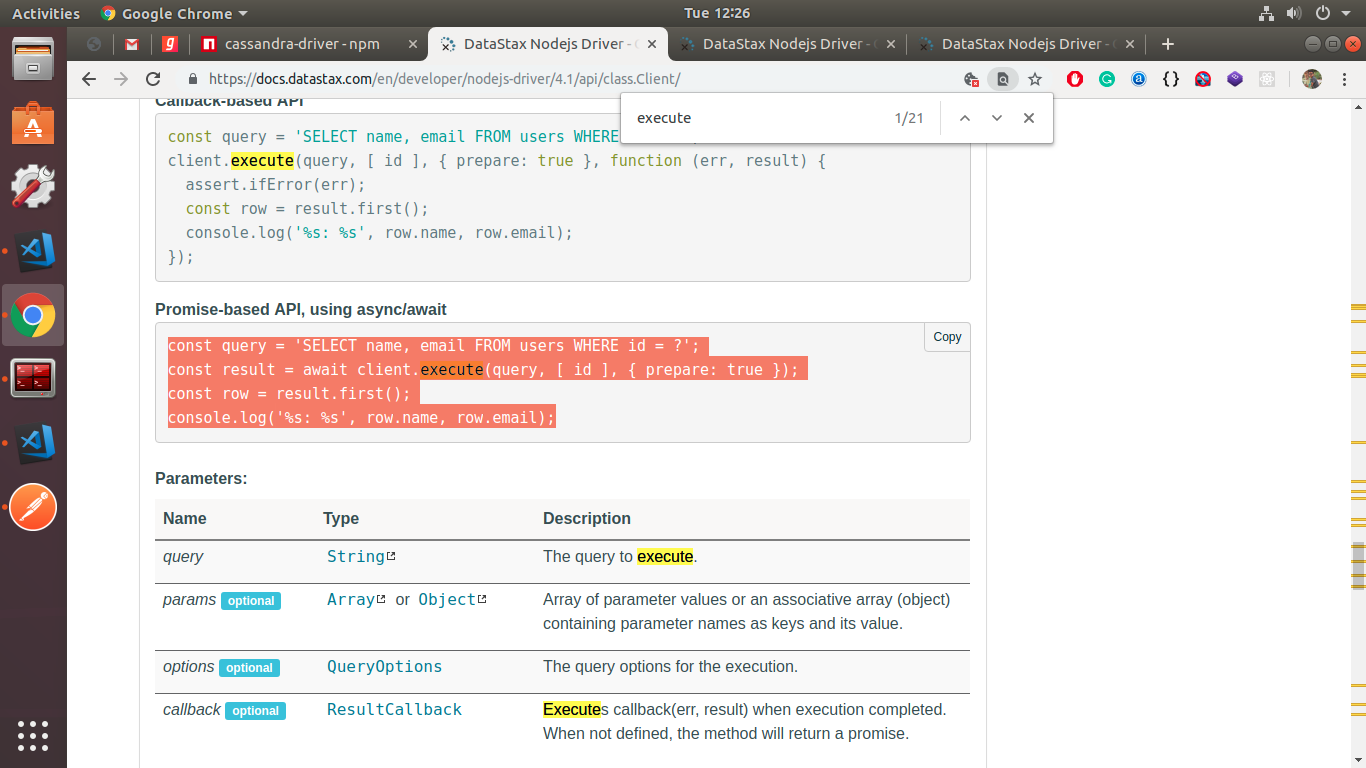 Activities Google Chrome Tue 12:26
cassandra-driver - npm DataStax Nodejs Driver - DataStax Nodejs Driver - DataStax Nodejs Driver -
https://docs.datastax.com/en/developer/nodejs-driver/4.1/api/class.Client/
execute 1/21
Callback-based API
const query = 'SELECT name, email FROM users WHERE
client.execute(query, [ id ], { prepare: true }, function (err, result) {
assert.ifError(err);
const row = result.first();
console.log('%s: %s', row.name, row.email);
});
Promise-based API, using async/await
Copy
const query = 'SELECT name, email FROM users WHERE id = ?';
const result = await client.execute(query, [ id ], { prepare: true });
const row = result.first();
console.log('%s: %s', row.name, row.email);
Parameters:
Name Type Description
query String The query to execute.
params optional Array or Object Array of parameter values or an associative array (object)
containing parameter names as keys and its value.
options optional QueryOptions The query options for the execution.
callback optional ResultCallback Executes callback(err, result) when execution completed.
When not defined, the method will return a promise.